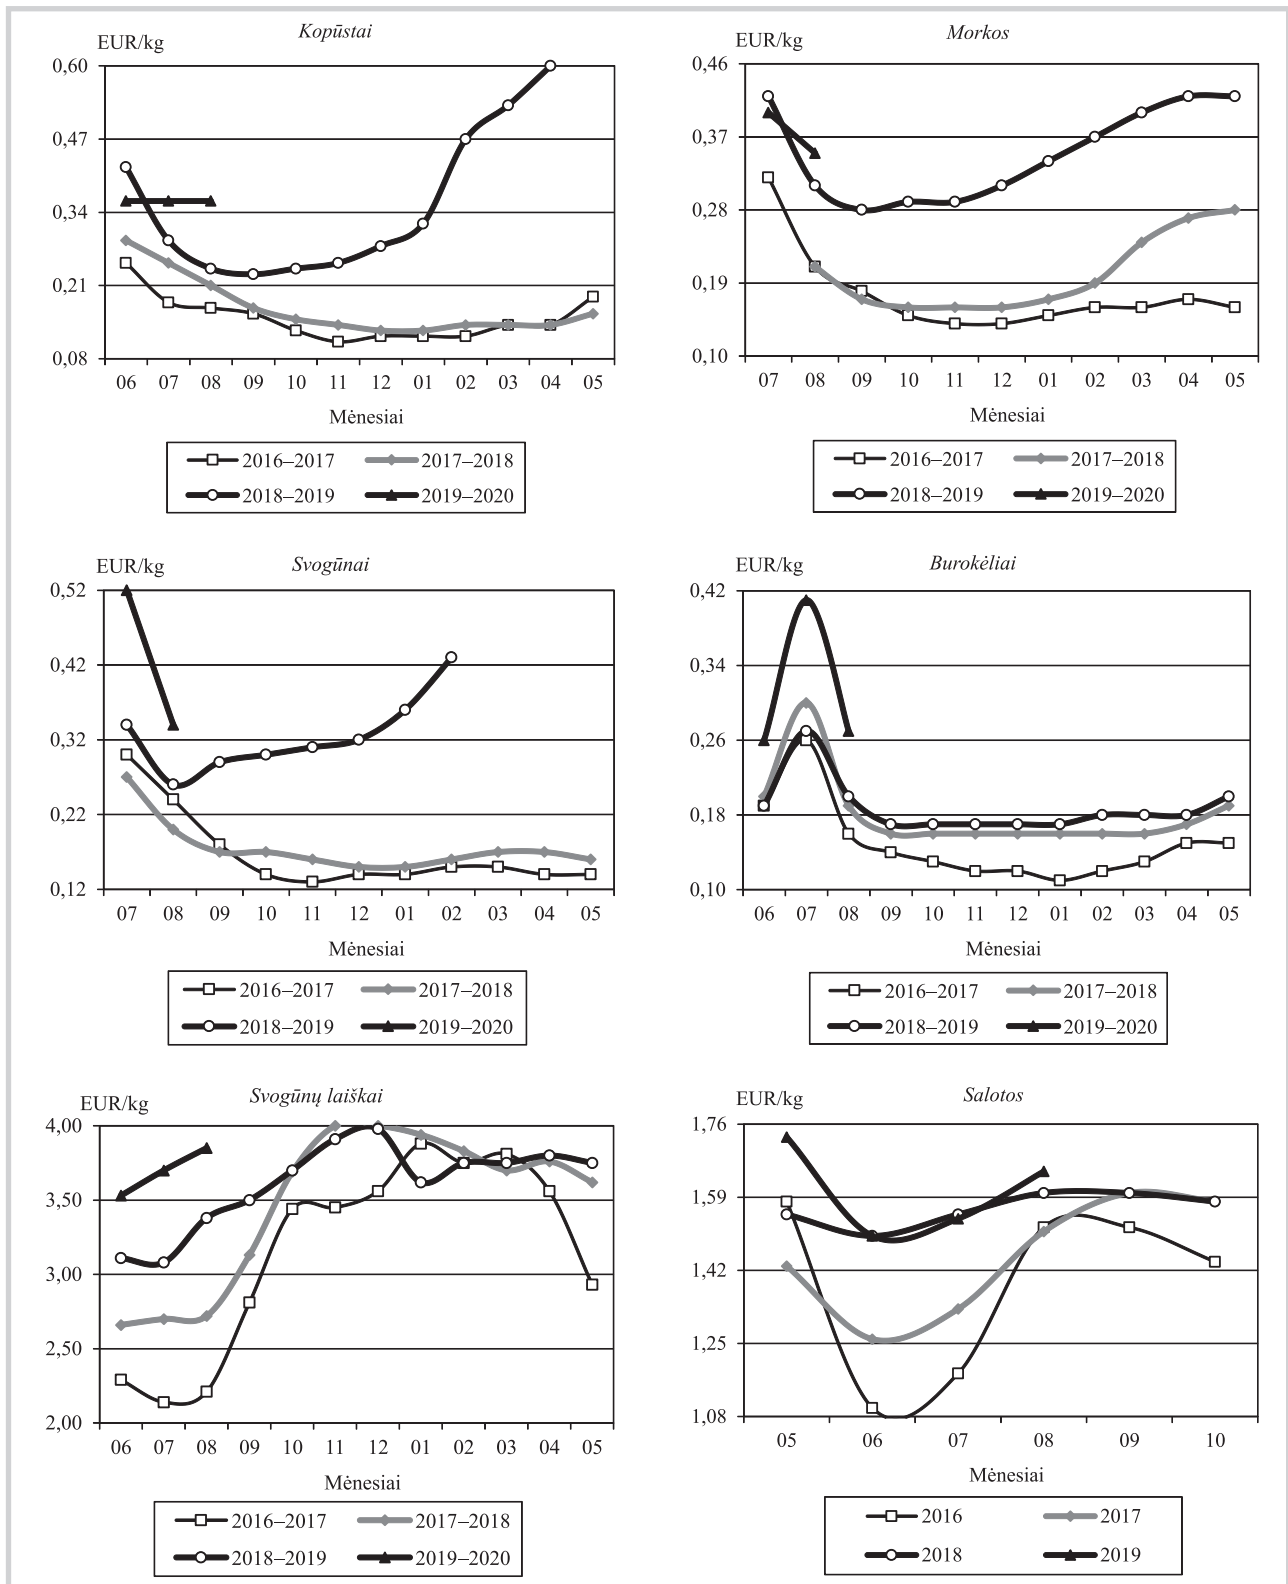 Kopūstai
EUR/kg
0,60
0,47
0,34
0,21
0,08
06 07 08 09 10 11 12 01 02 03 04 05
Mėnesiai
2016–2017 2017–2018
2018–2019 2019–2020
Morkos
EUR/kg
0,46
0,37
0,28
0,19
0,10
07 08 09 10 11 12 01 02 03 04 05
Mėnesiai
2016–2017 2017–2018
2018–2019 2019–2020
Svogūnai
EUR/kg
0,52
0,42
0,32
0,22
0,12
07 08 09 10 11 12 01 02 03 04 05
Mėnesiai
2016–2017 2017–2018
2018–2019 2019–2020
Burokėliai
EUR/kg
0,42
0,34
0,26
0,18
0,10
06 07 08 09 10 11 12 01 02 03 04 05
Mėnesiai
2016–2017 2017–2018
2018–2019 2019–2020
Svogūnų laiškai
EUR/kg
4,00
3,50
3,00
2,50
2,00
06 07 08 09 10 11 12 01 02 03 04 05
Mėnesiai
2016–2017 2017–2018
2018–2019 2019–2020
Salotos
EUR/kg
1,76
1,59
1,42
1,25
1,08
05 06 07 08 09 10
Mėnesiai
2016 2017
2018 2019